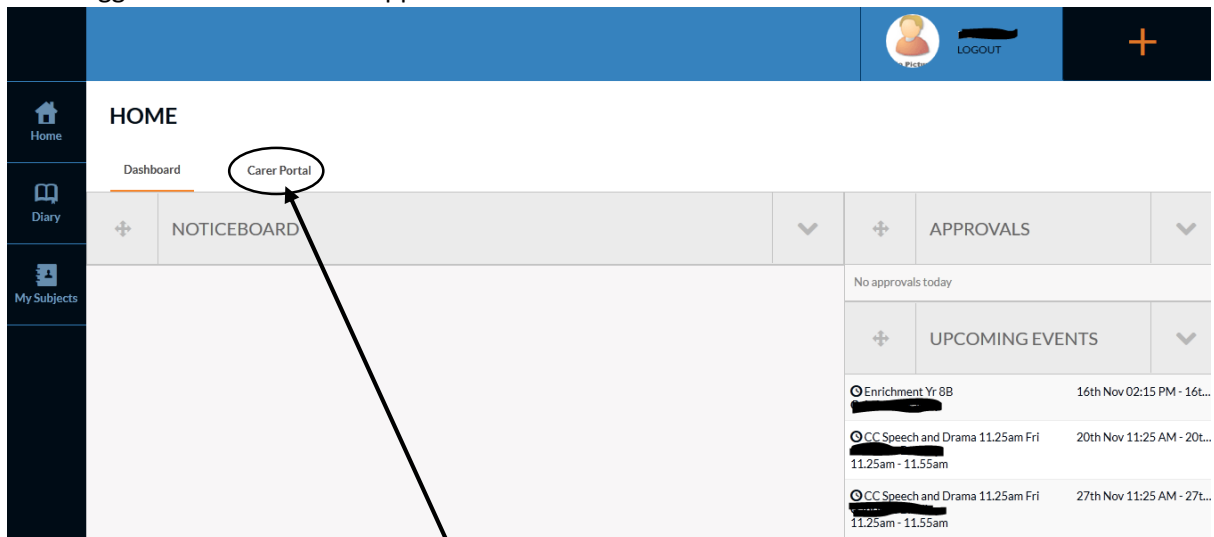 LOGOUT
+
Home
Diary
My Subjects
HOME
Dashboard Carer Portal
NOTICEBOARD
APPROVALS
No approvals today
UPCOMING EVENTS
Enrichment Yr 8B 16th Nov 02:15 PM - 16t...
CC Speech and Drama 11.25am Fri 20th Nov 11:25 AM - 20t...
11.25am - 11.55am
CC Speech and Drama 11.25am Fri 27th Nov 11:25 AM - 27t...
11.25am - 11.55am